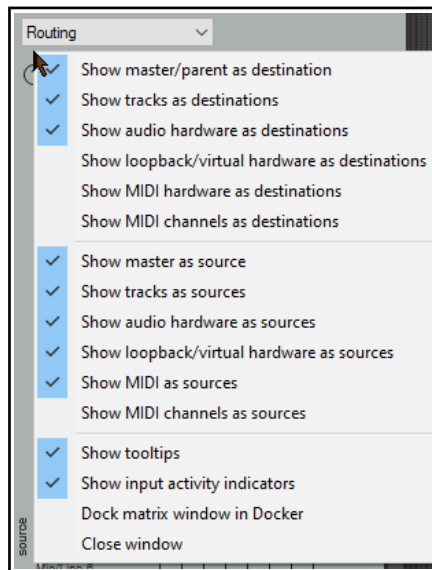 Routing
Show master/parent as destination
Show tracks as destinations
Show audio hardware as destinations
Show loopback/virtual hardware as destinations
Show MIDI hardware as destinations
Show MIDI channels as destinations
Show master as source
Show tracks as sources
Show audio hardware as sources
Show loopback/virtual hardware as sources
Show MIDI as sources
Show MIDI channels as sources
Show tooltips
Show input activity indicators
Dock matrix window in Docker
Close window
source